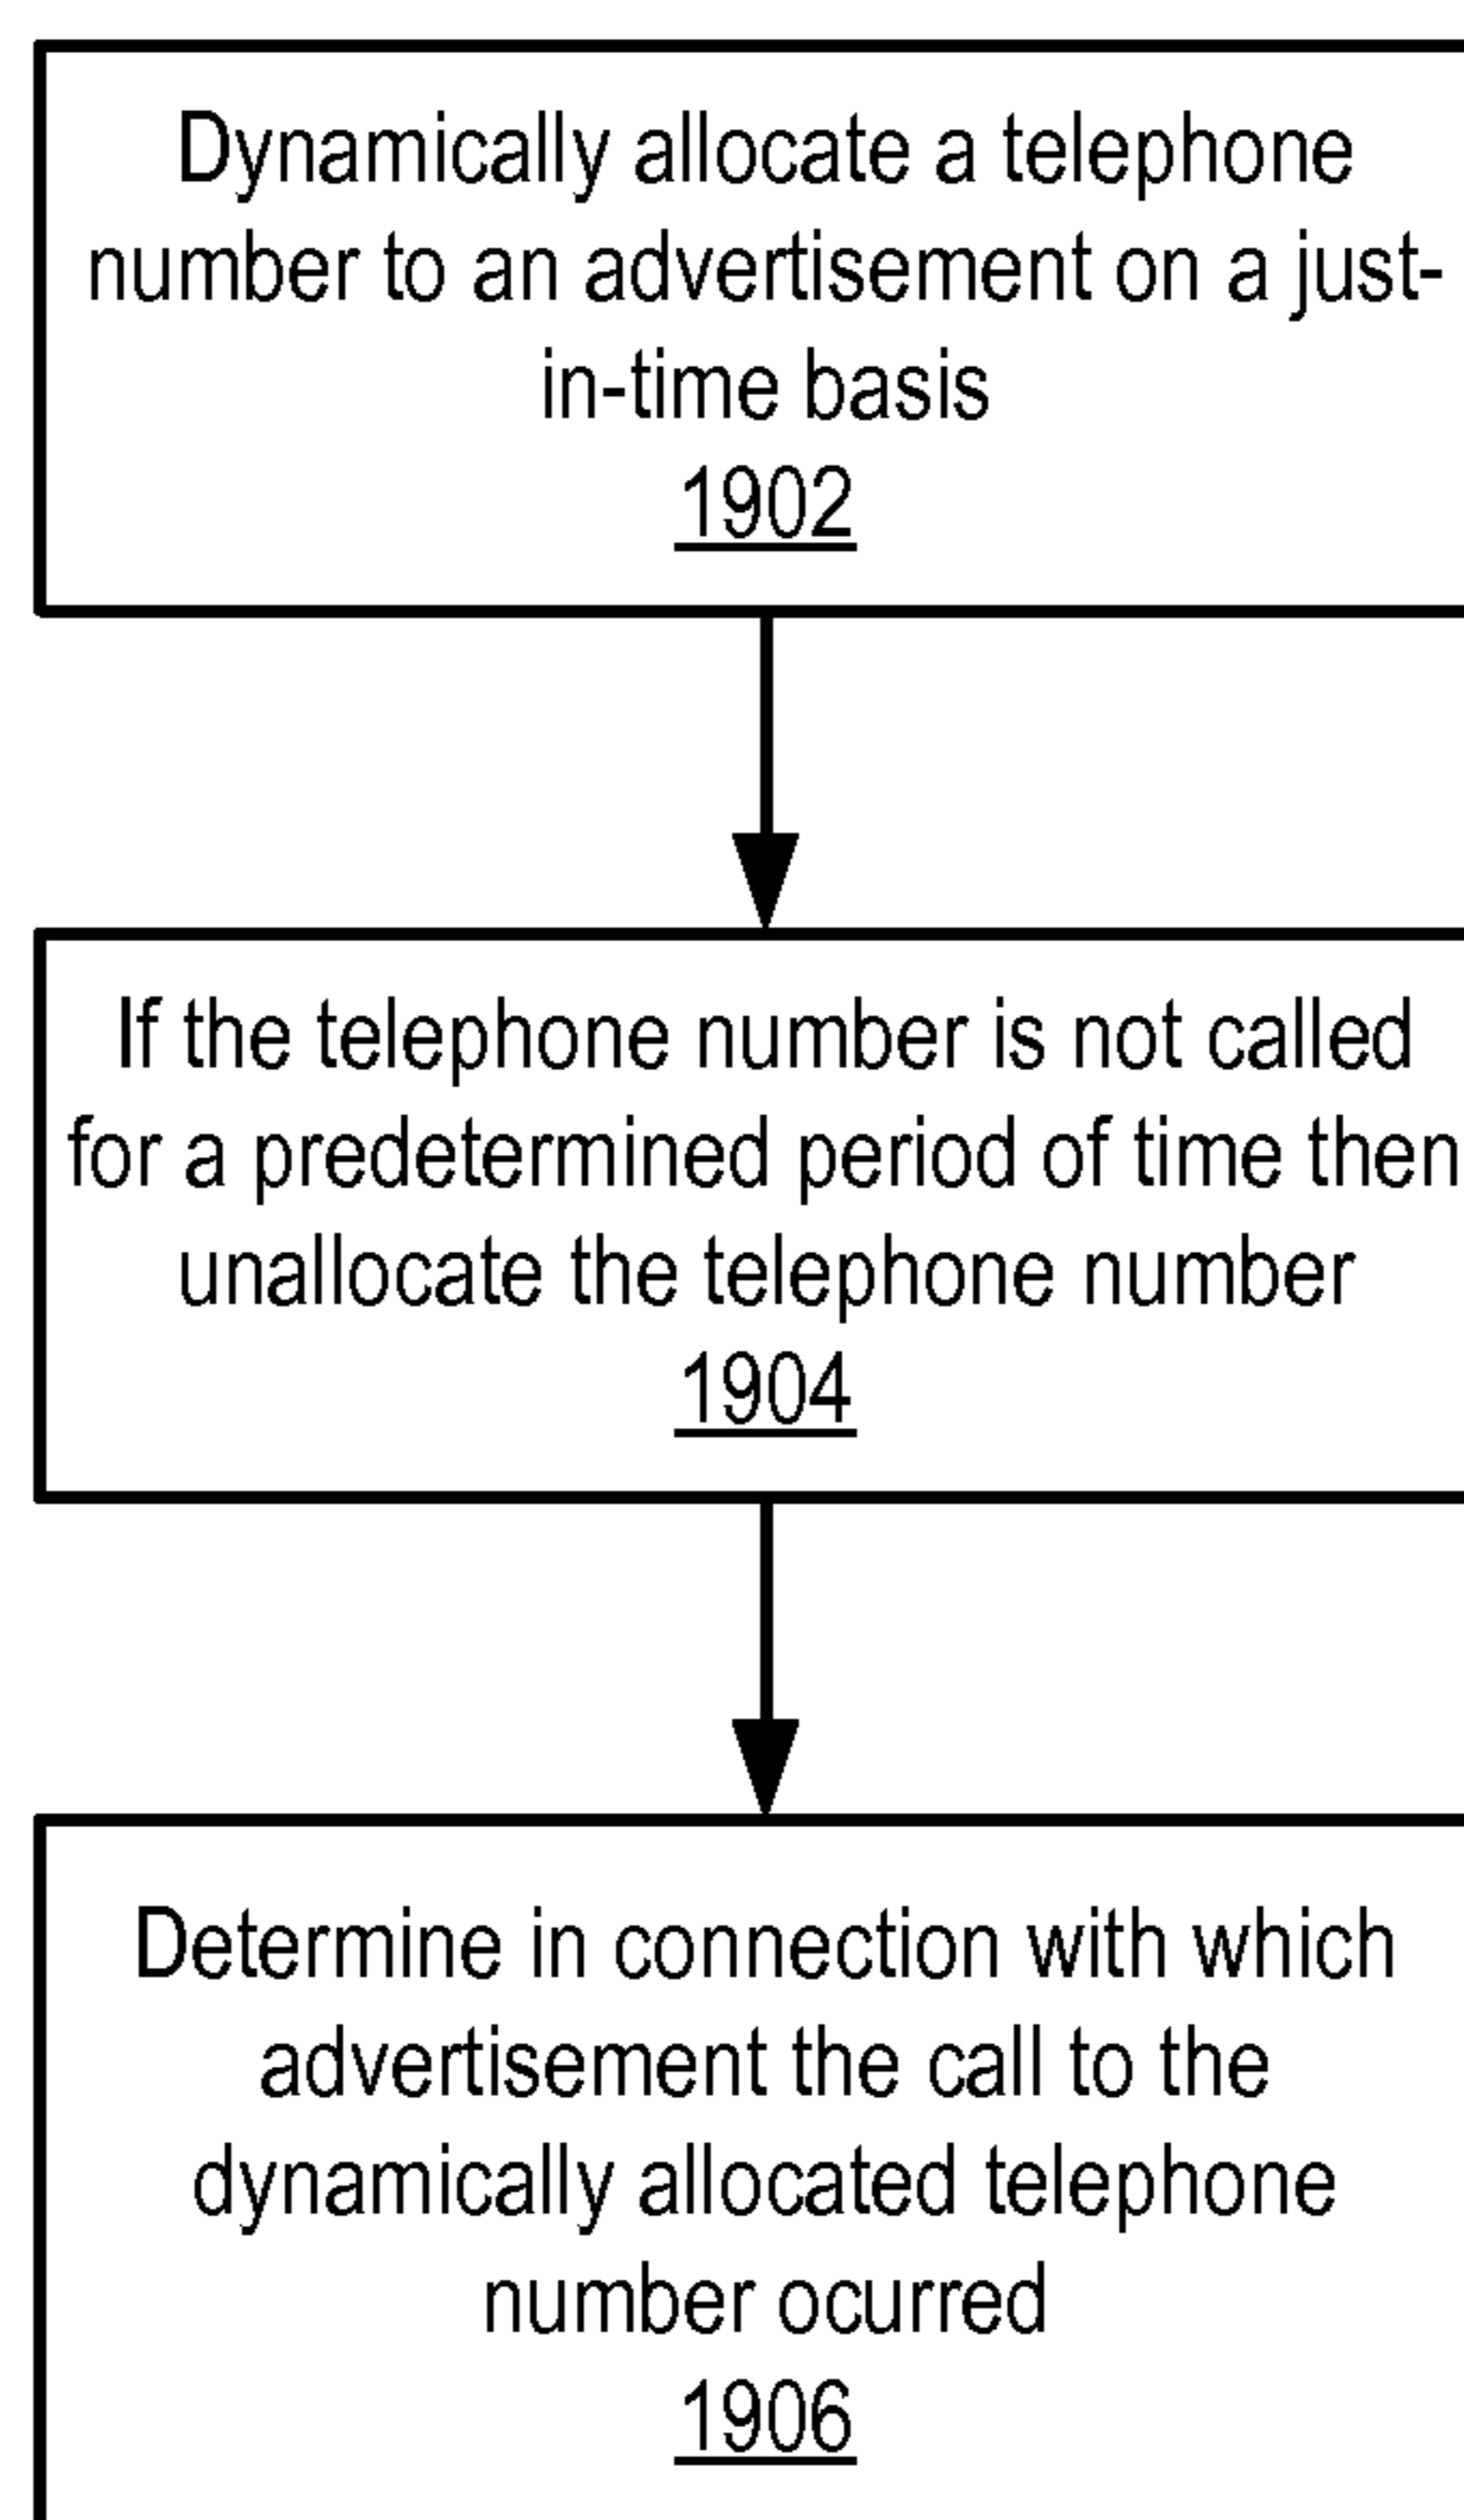 Dynamically allocate a telephone
number to an advertisement on a just-
in-time basis
1902
If the telephone number is not called
for a predetermined period of time then
unallocate the telephone number
1904
Determine in connection with which
advertisement the call to the
dynamically allocated telephone
number ocurred
1906